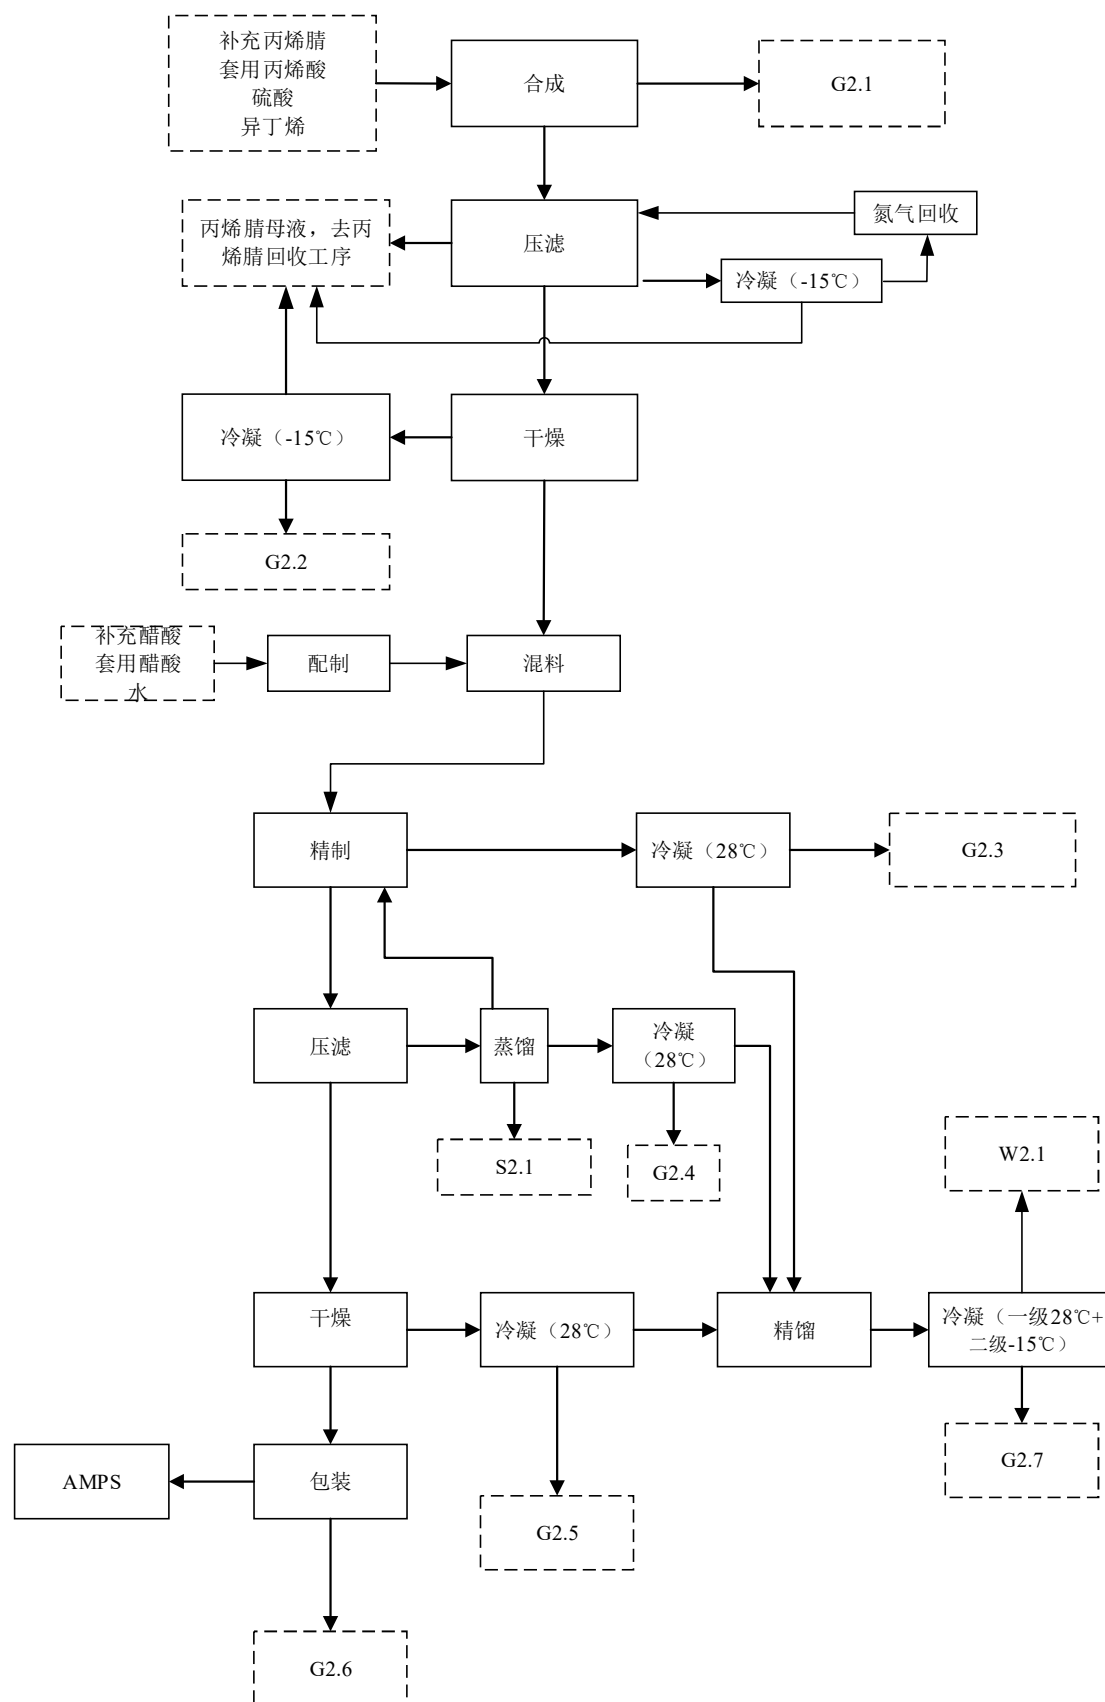 补充丙烯腈
套用丙烯酸
硫酸
异丁烯
合成
G2.1
丙烯腈母液，去丙
烯腈回收工序
压滤
氮气回收
冷凝（-15℃）
冷凝（-15℃）
干燥
G2.2
补充醋酸
套用醋酸
水
配制
混料
精制
冷凝（28℃）
G2.3
压滤
蒸馏
冷凝
（28℃）
S2.1
G2.4
W2.1
干燥
冷凝（28℃）
精馏
冷凝（一级28℃+
二级-15℃）
AMPS
包装
G2.5
G2.7
G2.6